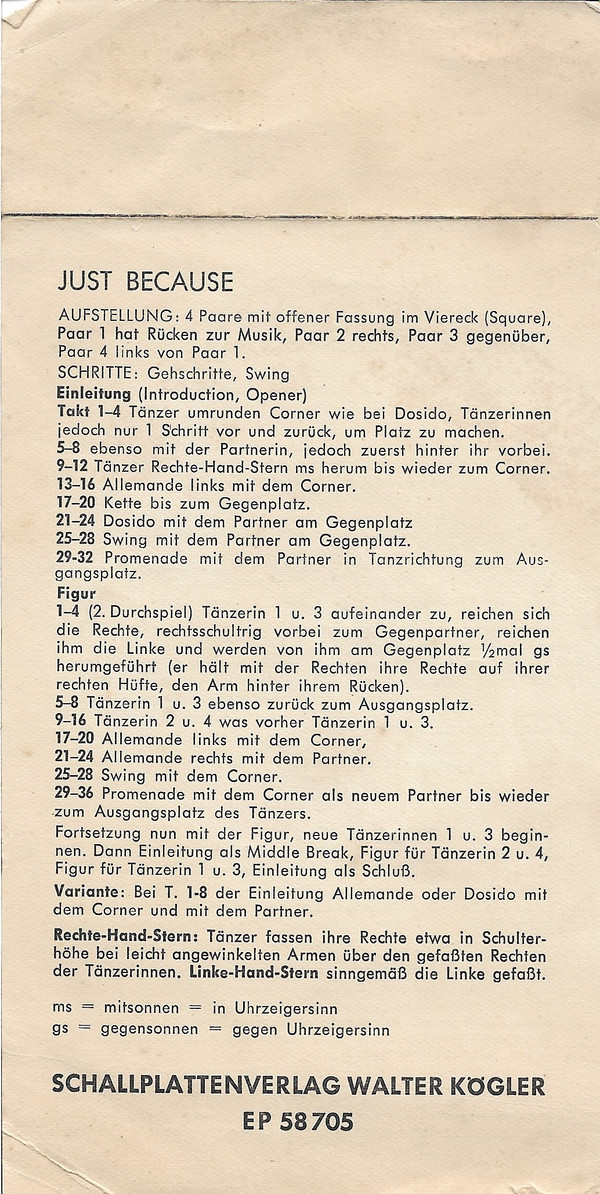 JUST BECAUSE
AUFSTELLUNG: 4 Paare mit offener Fassung im Viereck (Square),
Paar 1 hat Rücken zur Musik, Paar 2 rechts, Paar 3 gegenüber,
Paar 4 links von Paar 1.
SCHRITTE: Gehschritte, Swing
Einleitung (Introduction, Opener)
Takt 1–4 Tänzer umrunden Corner wie bei Dosido, Tänzerinnen
jedoch nur 1 Schritt vor und zurück, um Platz zu machen.
5–8 ebenso mit der Partnerin, jedoch zuerst hinter ihr vorbei.
9–12 Tänzer Rechte-Hand-Stern ms herum bis wieder zum Corner.
13–16 Allemande links mit dem Corner.
17–20 Kette bis zum Gegenplatz.
21–24 Dosido mit dem Partner am Gegenplatz
25–28 Swing mit dem Partner am Gegenplatz.
29-32 Promenade mit dem Partner in Tanzrichtung zum Aus-
gangsplatz.
Figur
1–4 (2. Durchspiel) Tänzerin 1 u. 3 aufeinander zu, reichen sich
die Rechte, rechtsschultrig vorbei zum Gegenpartner, reichen
ihm die Linke und werden von ihm am Gegenplatz ½mal gs
herumgeführt (er hält mit der Rechten ihre Rechte auf ihrer
rechten Hüfte, den Arm hinter ihrem Rücken).
5–8 Tänzerin 1 u. 3 ebenso zurück zum Ausgangsplatz.
9–16 Tänzerin 2 u. 4 was vorher Tänzerin 1 u. 3.
17–20 Allemande links mit dem Corner,
21–24 Allemande rechts mit dem Partner.
25–28 Swing mit dem Corner.
29–36 Promenade mit dem Corner als neuem Partner bis wieder
zum Ausgangsplatz des Tänzers.
Fortsetzung nun mit der Figur, neue Tänzerinnen 1 u. 3 begin-
nen. Dann Einleitung als Middle Break, Figur für Tänzerin 2 u. 4,
Figur für Tänzerin 1 u. 3, Einleitung als Schluß.
Variante: Bei T. 1-8 der Einleitung Allemande oder Dosido mit
dem Corner und mit dem Partner.
Rechte-Hand-Stern: Tänzer fassen ihre Rechte etwa in Schulter-
höhe bei leicht angewinkelten Armen über den gefaßten Rechten
der Tänzerinnen. Linke-Hand-Stern sinngemäß die Linke gefaßt.
ms = mitsonnen = in Uhrzeigersinn
gs = gegensonnen = gegen Uhrzeigersinn
SCHALLPLATTENVERLAG WALTER KÖGLER
EP 58 705